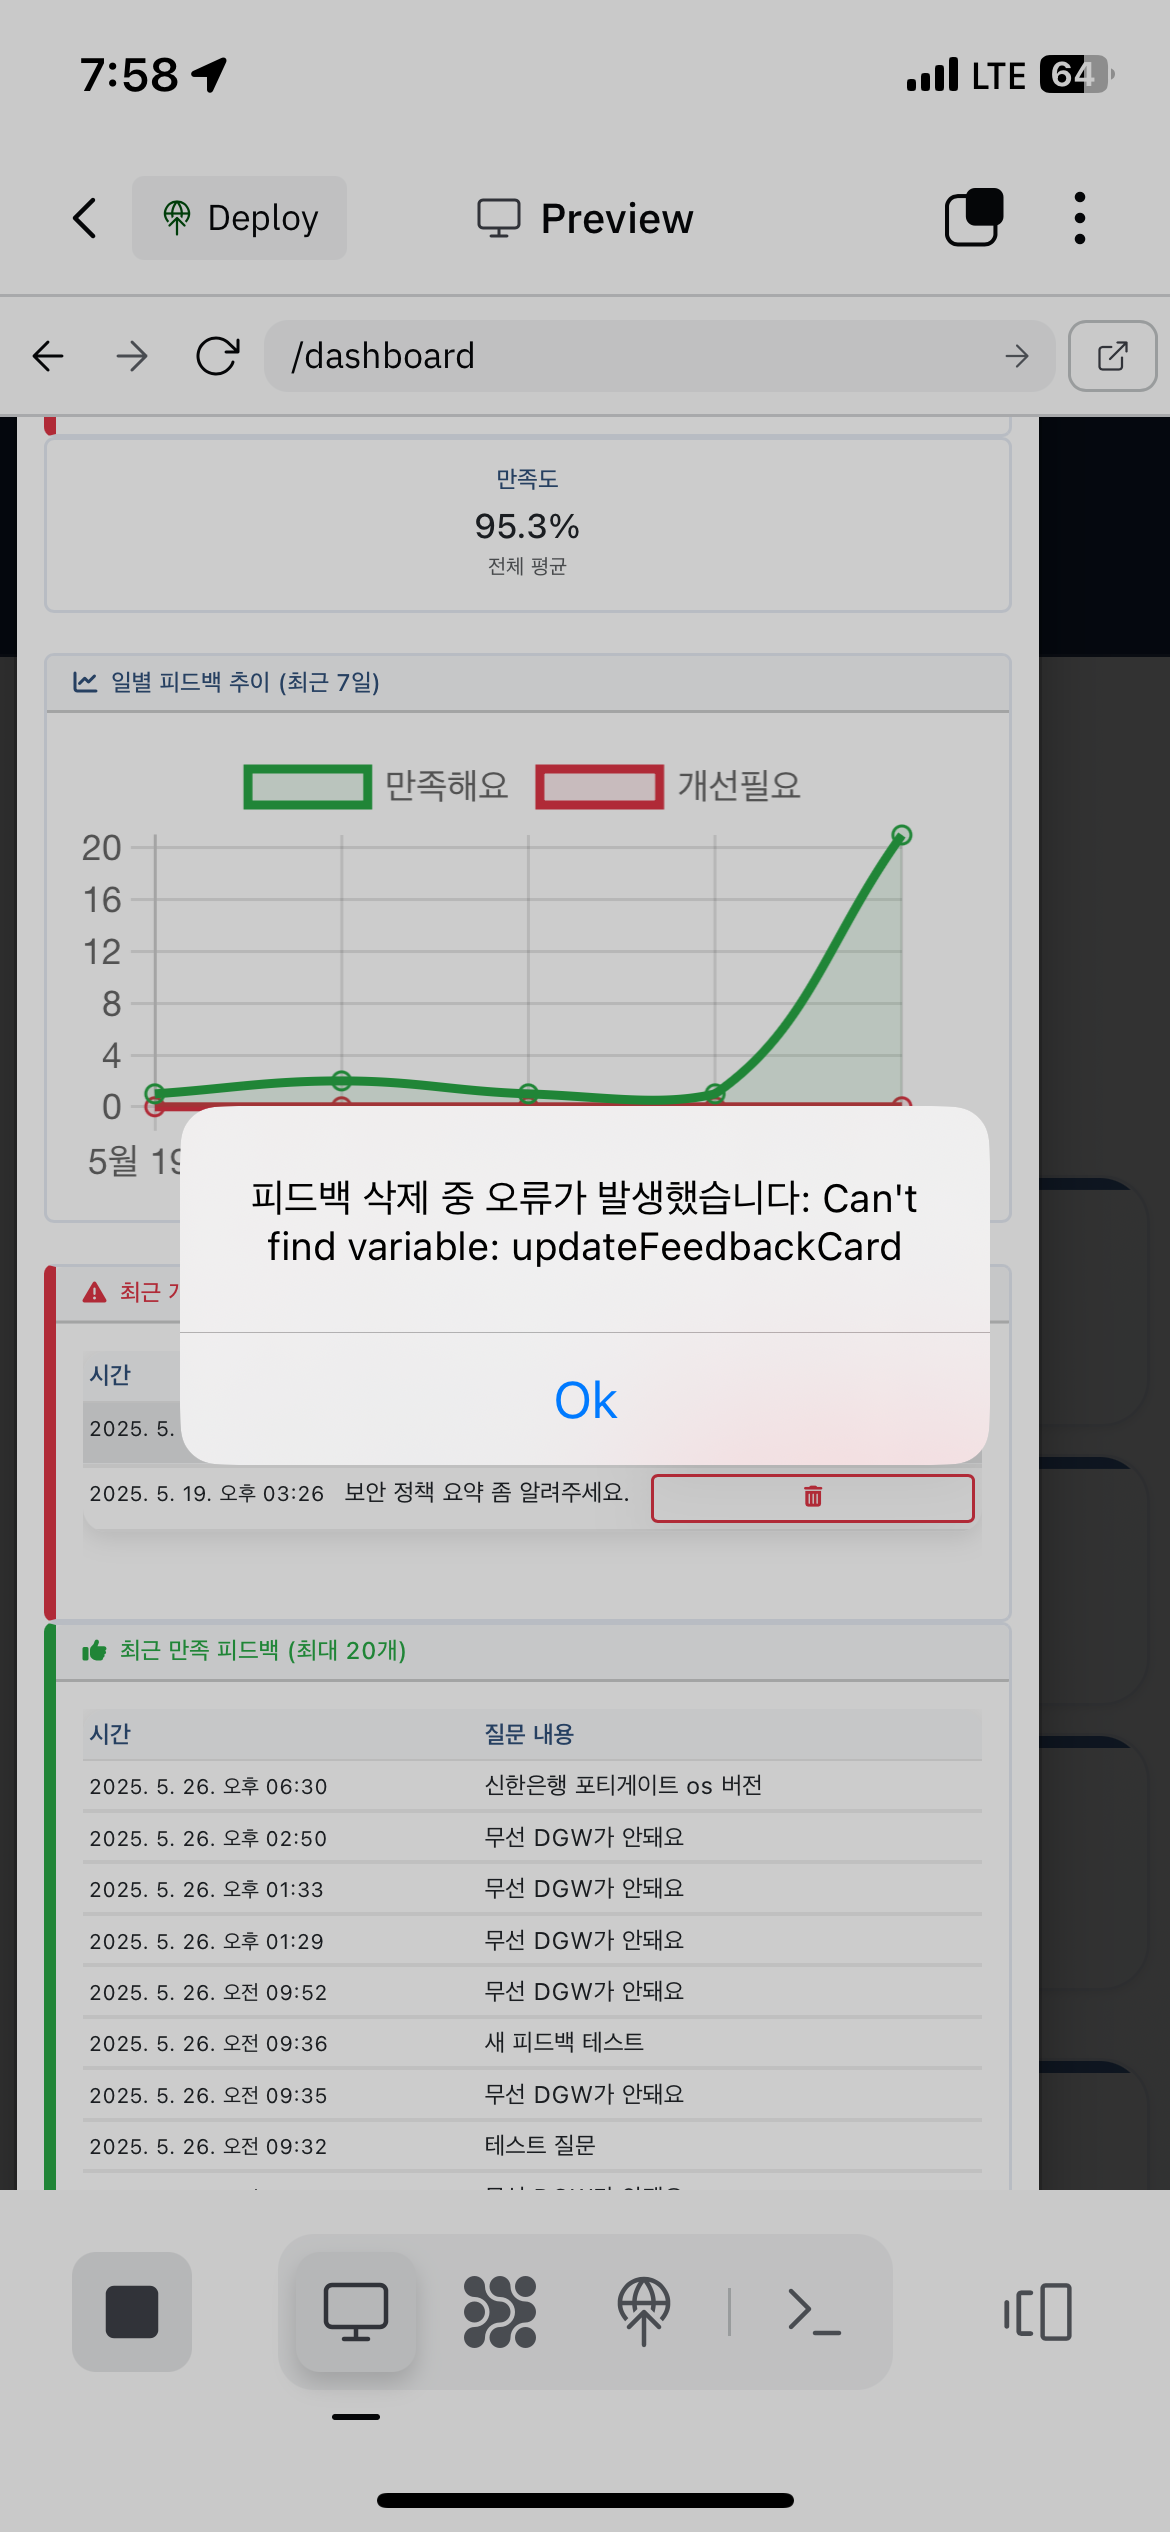 7:58
LTE 64
Deploy
Preview
/dashboard
만족도
95.3%
전체 평균
일별 피드백 추이 (최근 7일)
만족해요 개선필요
20
16
12
8
4
0
5월 19
피드백 삭제 중 오류가 발생했습니다: Can't
find variable: updateFeedbackCard
Ok
최근
시간
2025. 5.
2025. 5. 19. 오후 03:26 보안 정책 요약 좀 알려주세요.
최근 만족 피드백 (최대 20개)
시간 질문 내용
2025. 5. 26. 오후 06:30 신한은행 포티게이트 os 버전
2025. 5. 26. 오후 02:50 무선 DGW가 안돼요
2025. 5. 26. 오후 01:33 무선 DGW가 안돼요
2025. 5. 26. 오후 01:29 무선 DGW가 안돼요
2025. 5. 26. 오전 09:52 무선 DGW가 안돼요
2025. 5. 26. 오전 09:36 새 피드백 테스트
2025. 5. 26. 오전 09:35 무선 DGW가 안돼요
2025. 5. 26. 오전 09:32 테스트 질문